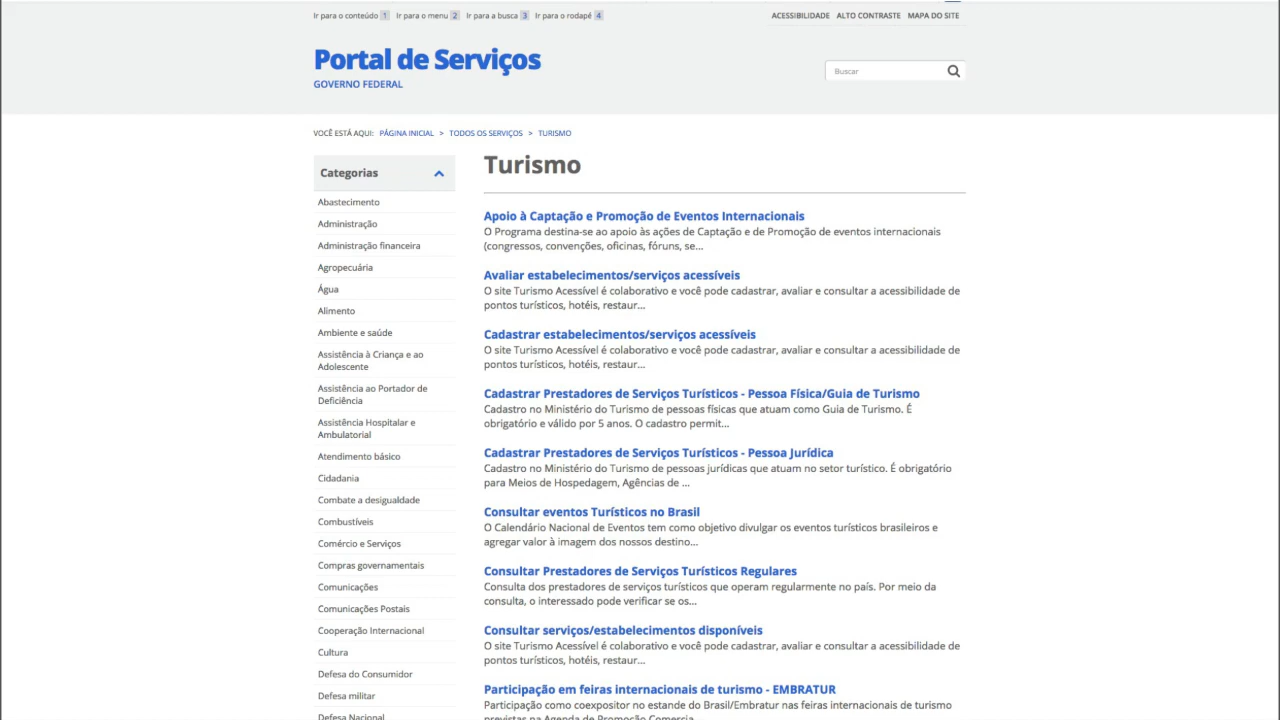 Ir para o conteúdo 1 Ir para o menu 2 Ir para a busca 3 Ir para o rodapé 4
ACESSIBILIDADE ALTO CONTRASTE MAPA DO SITE
Portal de Serviços
GOVERNO FEDERAL
Buscar
VOCÊ ESTÁ AQUI: PÁGINA INICIAL > TODOS OS SERVIÇOS > TURISMO
Categorias
Abastecimento
Administração
Administração financeira
Agropecuária
Água
Alimento
Ambiente e saúde
Assistência à Criança e ao
Adolescente
Assistência ao Portador de
Deficiência
Assistência Hospitalar e
Ambulatorial
Atendimento básico
Cidadania
Combate a desigualdade
Combustíveis
Comércio e Serviços
Compras governamentais
Comunicações
Comunicações Postais
Cooperação Internacional
Cultura
Defesa do Consumidor
Defesa militar
Defesa Nacional
Turismo
Apoio à Captação e Promoção de Eventos Internacionais
O Programa destina-se ao apoio às ações de Captação e de Promoção de eventos internacionais
(congressos, convenções, oficinas, fóruns, se...
Avaliar estabelecimentos/serviços acessíveis
O site Turismo Acessível é colaborativo e você pode cadastrar, avaliar e consultar a acessibilidade de
pontos turísticos, hotéis, restaur...
Cadastrar estabelecimentos/serviços acessíveis
O site Turismo Acessível é colaborativo e você pode cadastrar, avaliar e consultar a acessibilidade de
pontos turísticos, hotéis, restaur...
Cadastrar Prestadores de Serviços Turísticos - Pessoa Física/Guia de Turismo
Cadastro no Ministério do Turismo de pessoas físicas que atuam como Guia de Turismo. É
obrigatório e válido por 5 anos. O cadastro permit...
Cadastrar Prestadores de Serviços Turísticos - Pessoa Jurídica
Cadastro no Ministério do Turismo de pessoas jurídicas que atuam no setor turístico. É obrigatório
para Meios de Hospedagem, Agências de ...
Consultar eventos Turísticos no Brasil
O Calendário Nacional de Eventos tem como objetivo divulgar os eventos turísticos brasileiros e
agregar valor à imagem dos nossos destino...
Consultar Prestadores de Serviços Turísticos Regulares
Consulta dos prestadores de serviços turísticos que operam regularmente no país. Por meio da
consulta, o interessado pode verificar se os...
Consultar serviços/estabelecimentos disponíveis
O site Turismo Acessível é colaborativo e você pode cadastrar, avaliar e consultar a acessibilidade de
pontos turísticos, hotéis, restaur...
Participação em feiras internacionais de turismo - EMBRATUR
Participação como coexpositor no estande do Brasil/Embratur nas feiras internacionais de turismo
previstas na Agenda de Promoção Comercia...